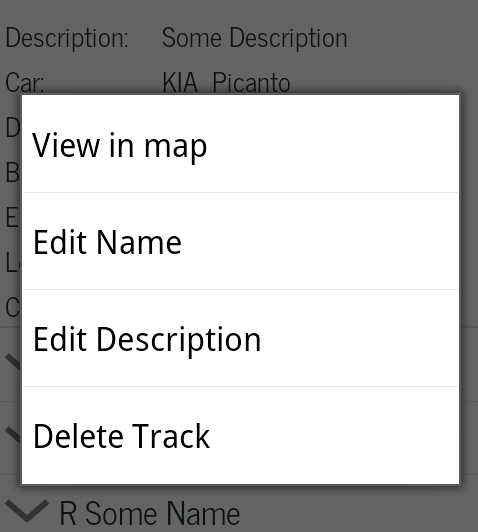 Description: Some Description
Car: KIA Picanto
View in map
Edit Name
Edit Description
Delete Track
R Some Name